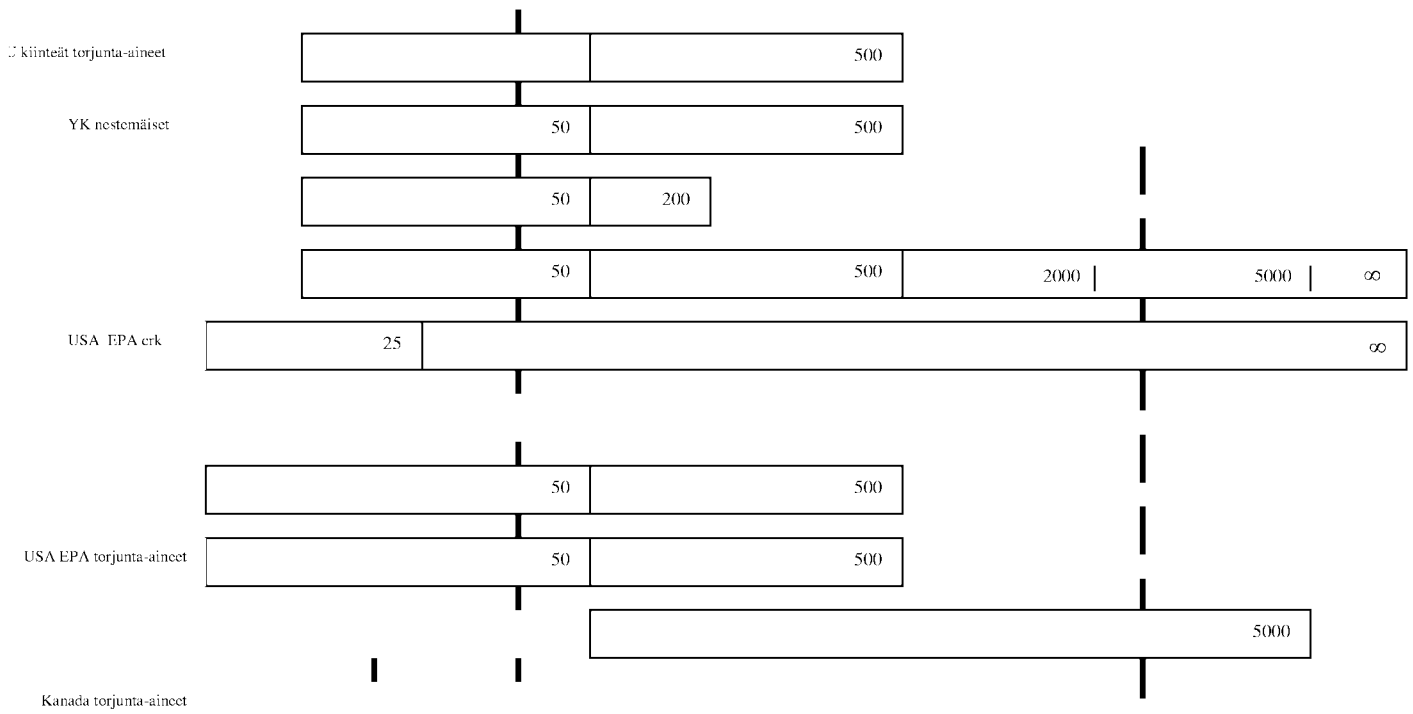 kiinteät torjunta-aineet
500
YK nestemäiset
50 500
50 200
50 500 2000 5000 ∞
USA EPA crk
25 ∞
50 500
USA EPA torjunta-aineet
50 500
5000
Kanada torjunta-aineet